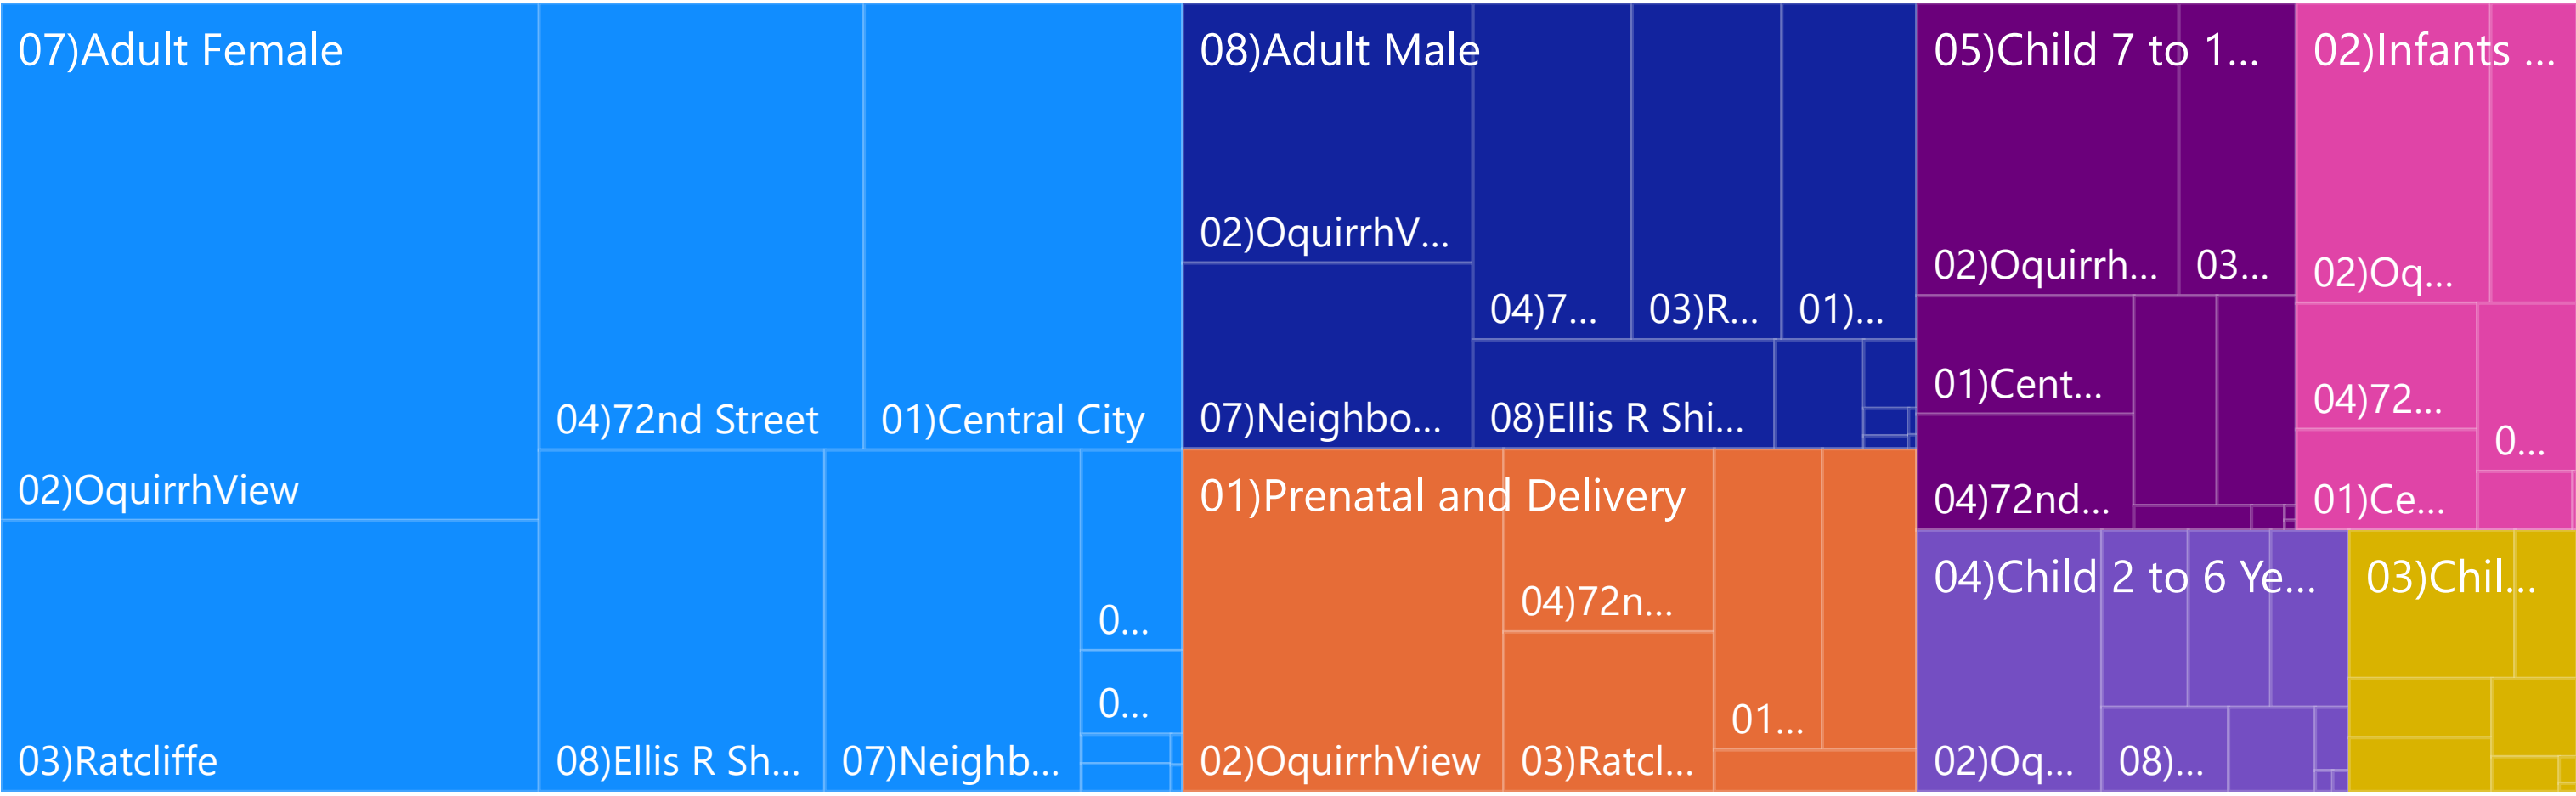 07)Adult Female
02)OquirrhView
03)Ratcliffe
04)72nd Street
01)Central City
08)Ellis R Sh...
07)Neighb...
0...
0...
08)Adult Male
02)OquirrhV...
07)Neighbo...
04)7...
03)R...
01)...
08)Ellis R Shi...
01)Prenatal and Delivery
02)OquirrhView
04)72n...
03)Ratcl...
01...
05)Child 7 to 1...
02)Oquirrh...
03...
01)Cent...
04)72nd...
02)Infants ...
02)Oq...
04)72...
01)Ce...
0...
04)Child 2 to 6 Ye...
02)Oq...
08)...
03)Chil...